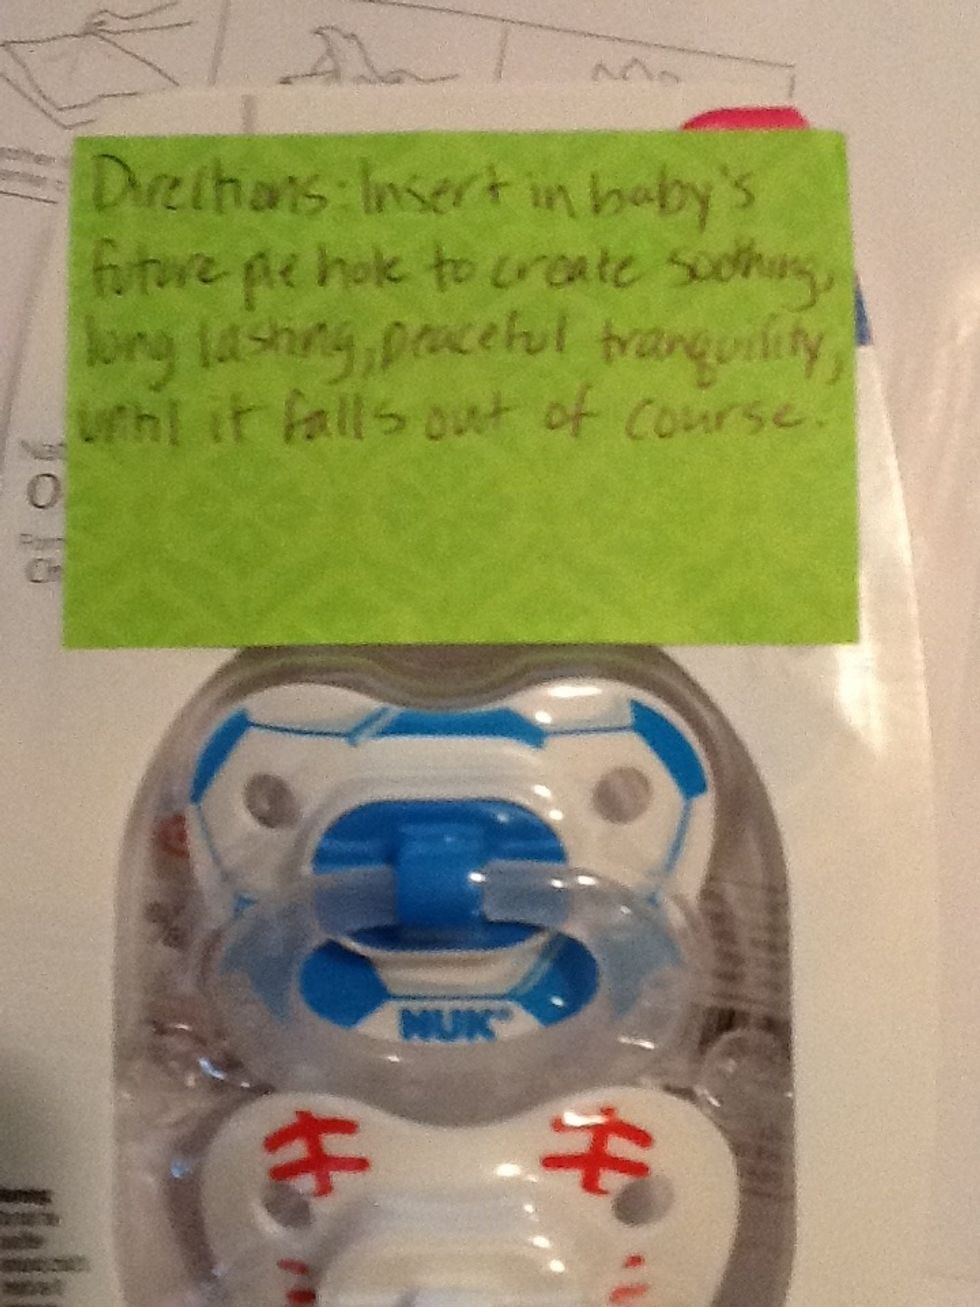 Directions: Insert in baby's
future pie hole to create soothing,
long lashing, peaceful tranquility,
until it falls out of course.
NUK®